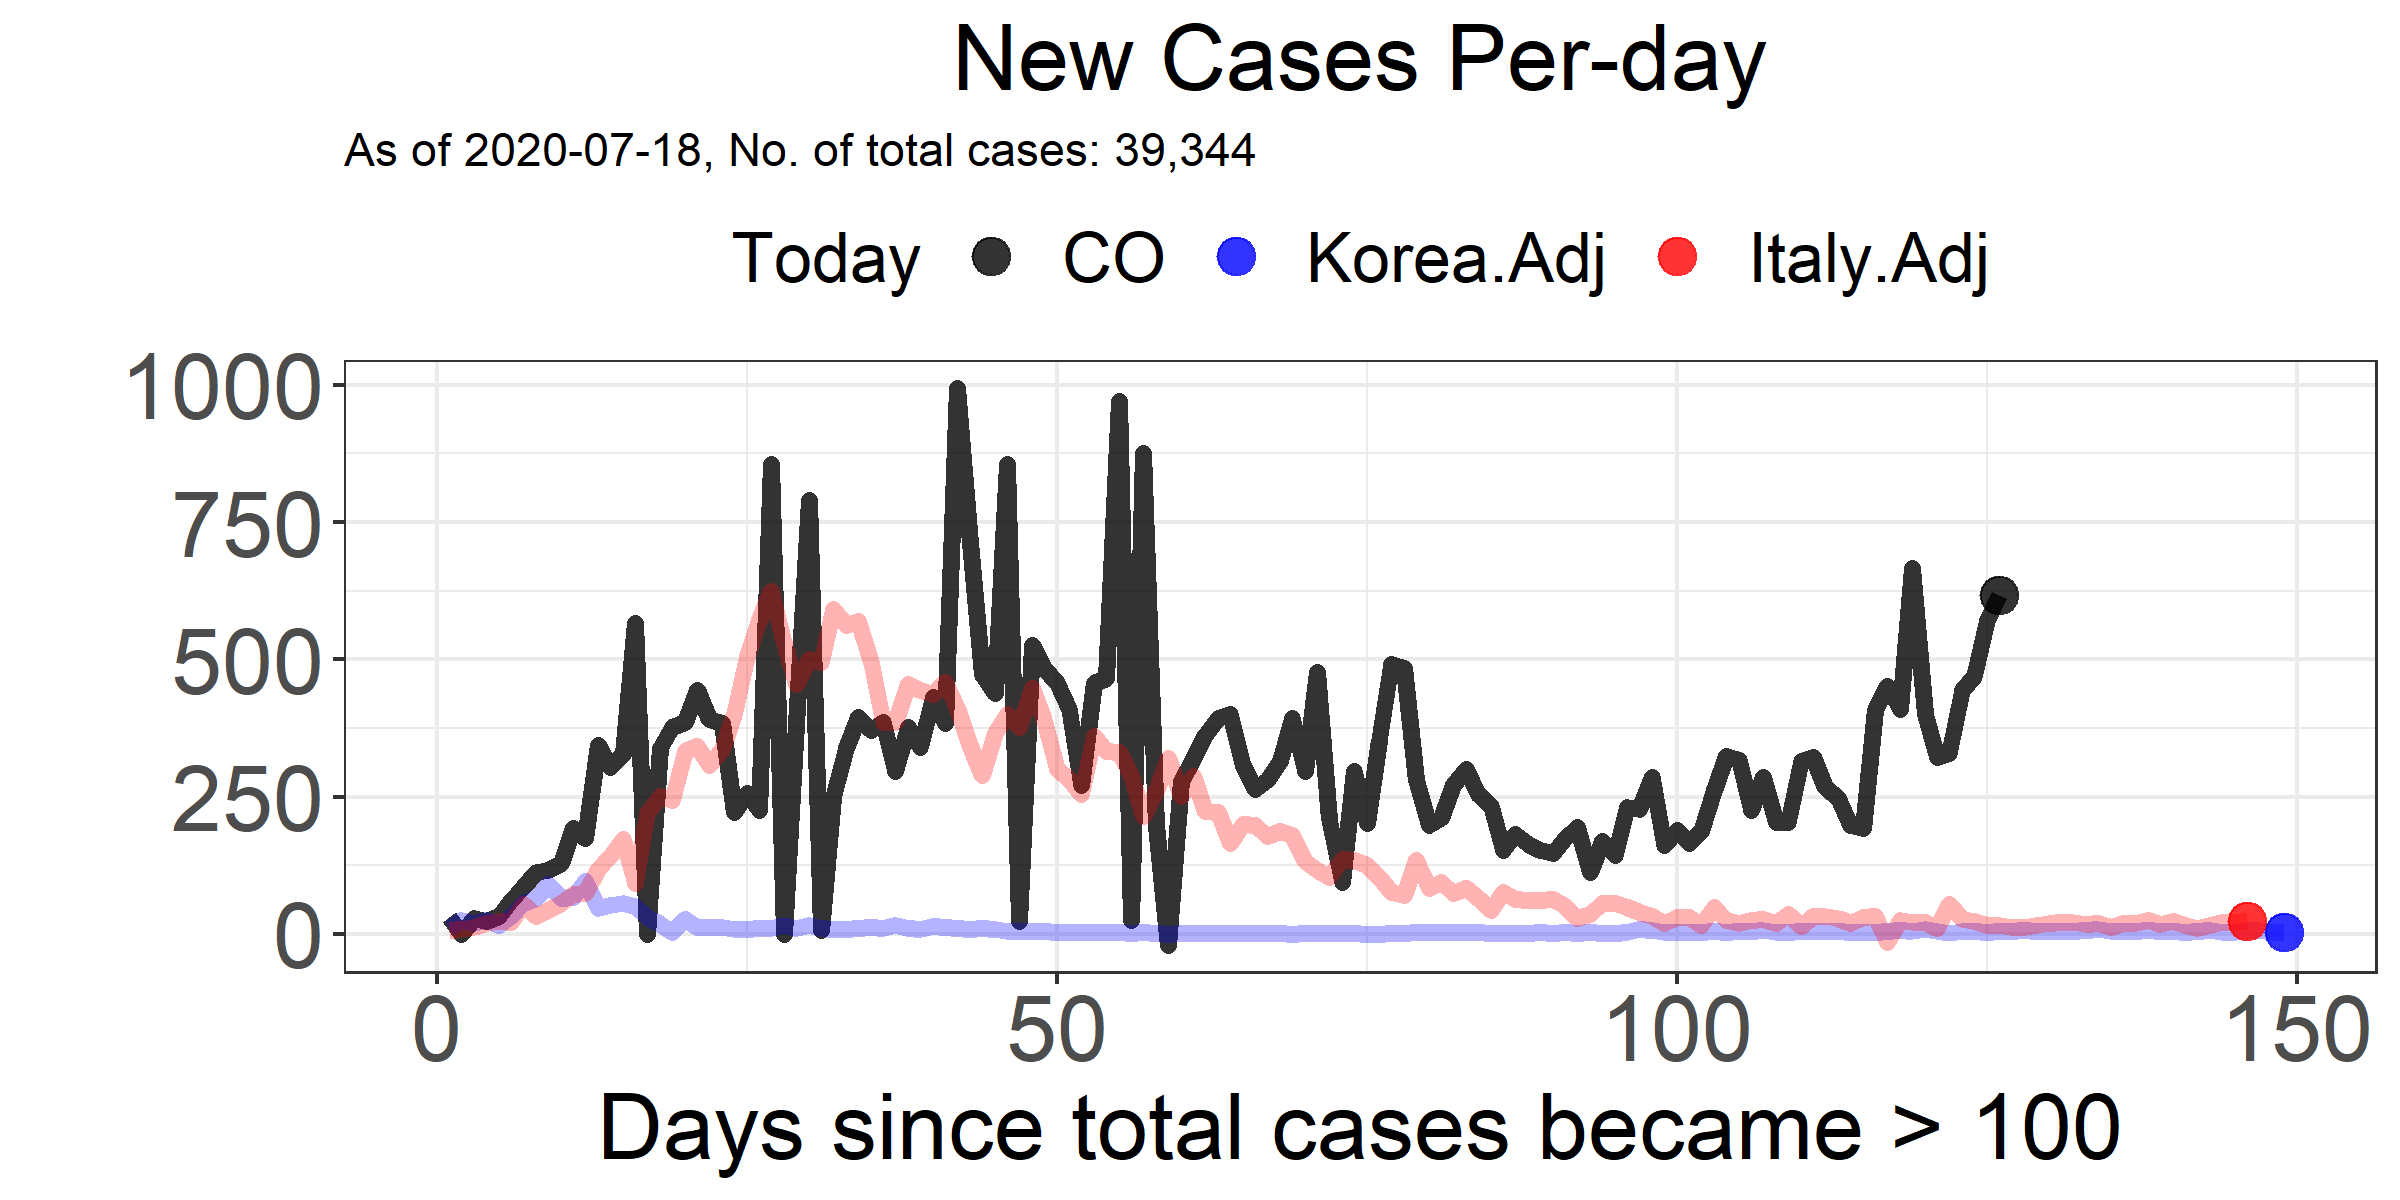 New Cases Per-day
As of 2020-07-18, No. of total cases: 39,344
Today CO Korea.Adj Italy.Adj
1000
750
500
250
0
0 50 100 150
Days since total cases became > 100